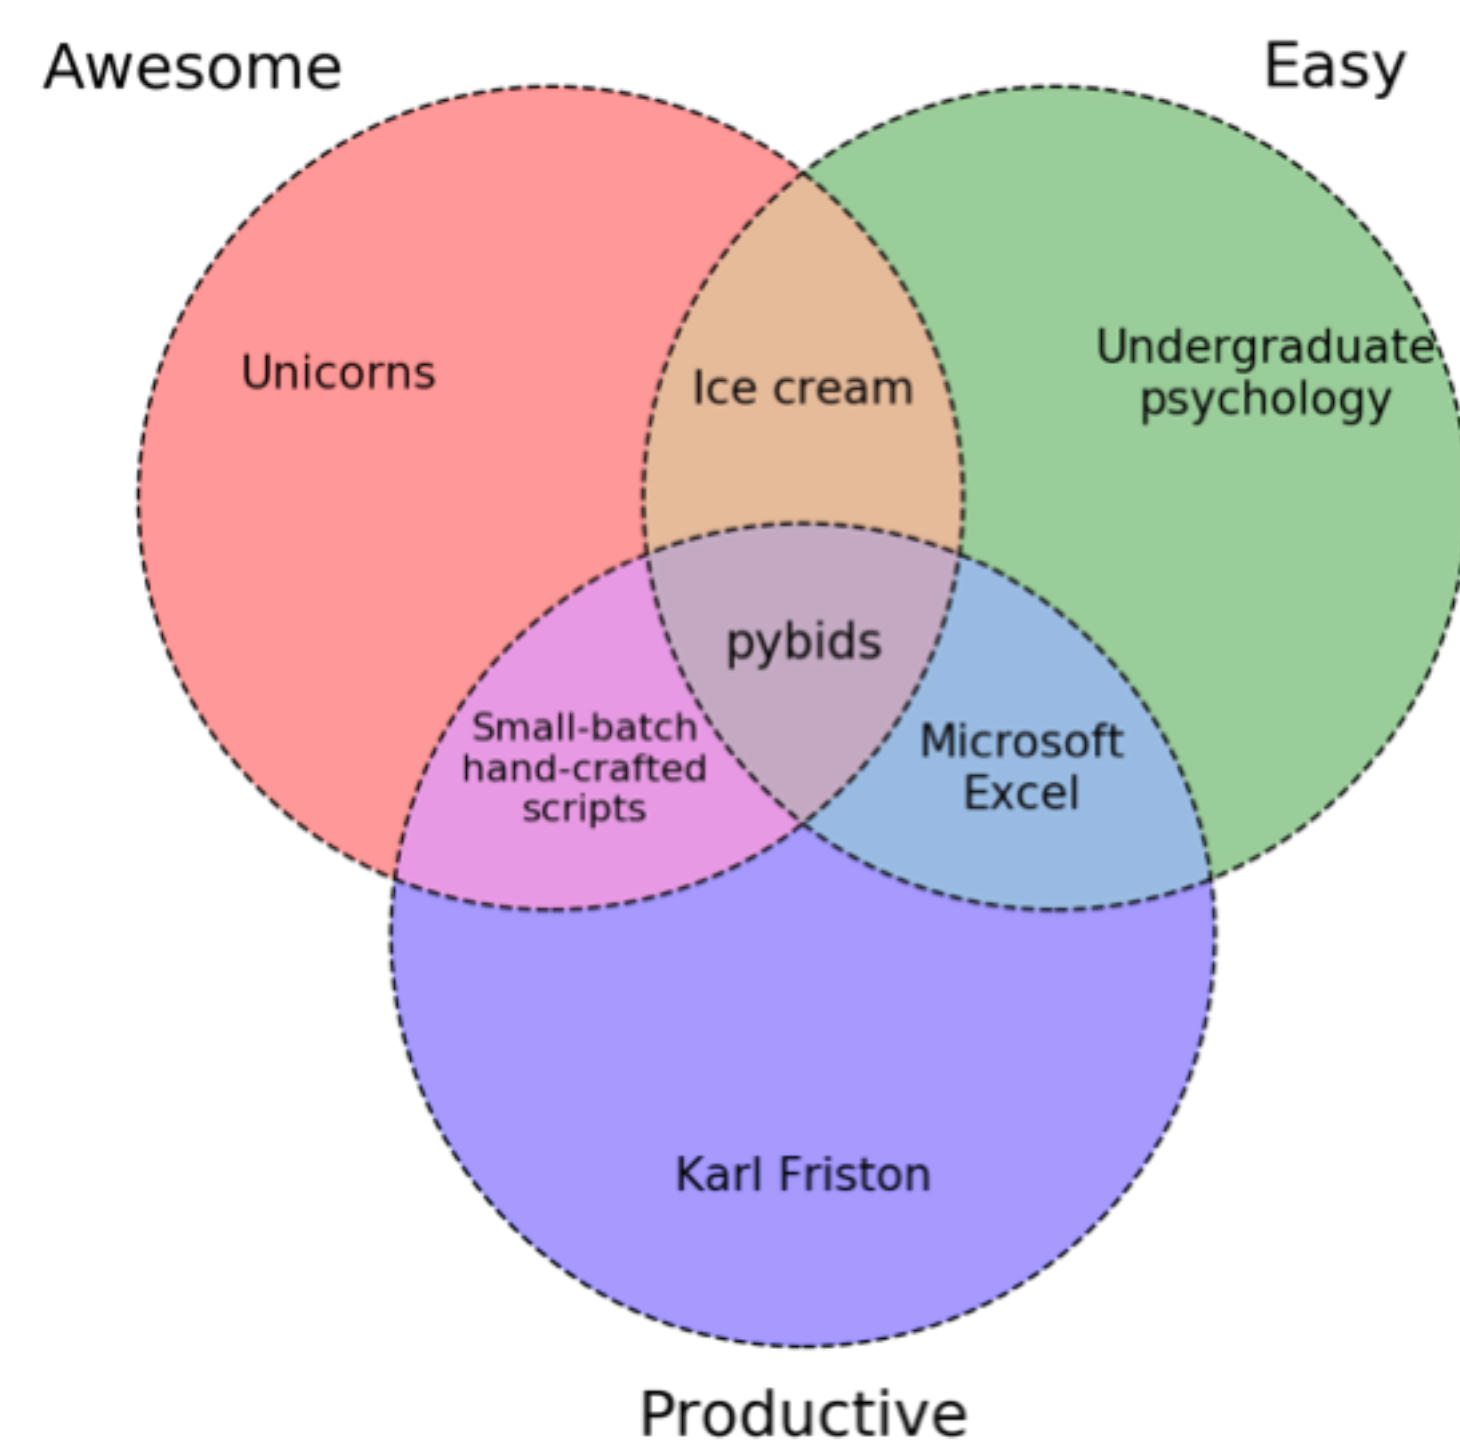 Awesome
Easy
Unicorns
Ice cream
Undergraduate
psychology
pybids
Small-batch
hand-crafted
scripts
Microsoft
Excel
Karl Friston
Productive